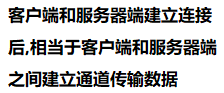 客户端和服务器端建立连接
后,相当于客户端和服务器端
之间建立通道传输数据